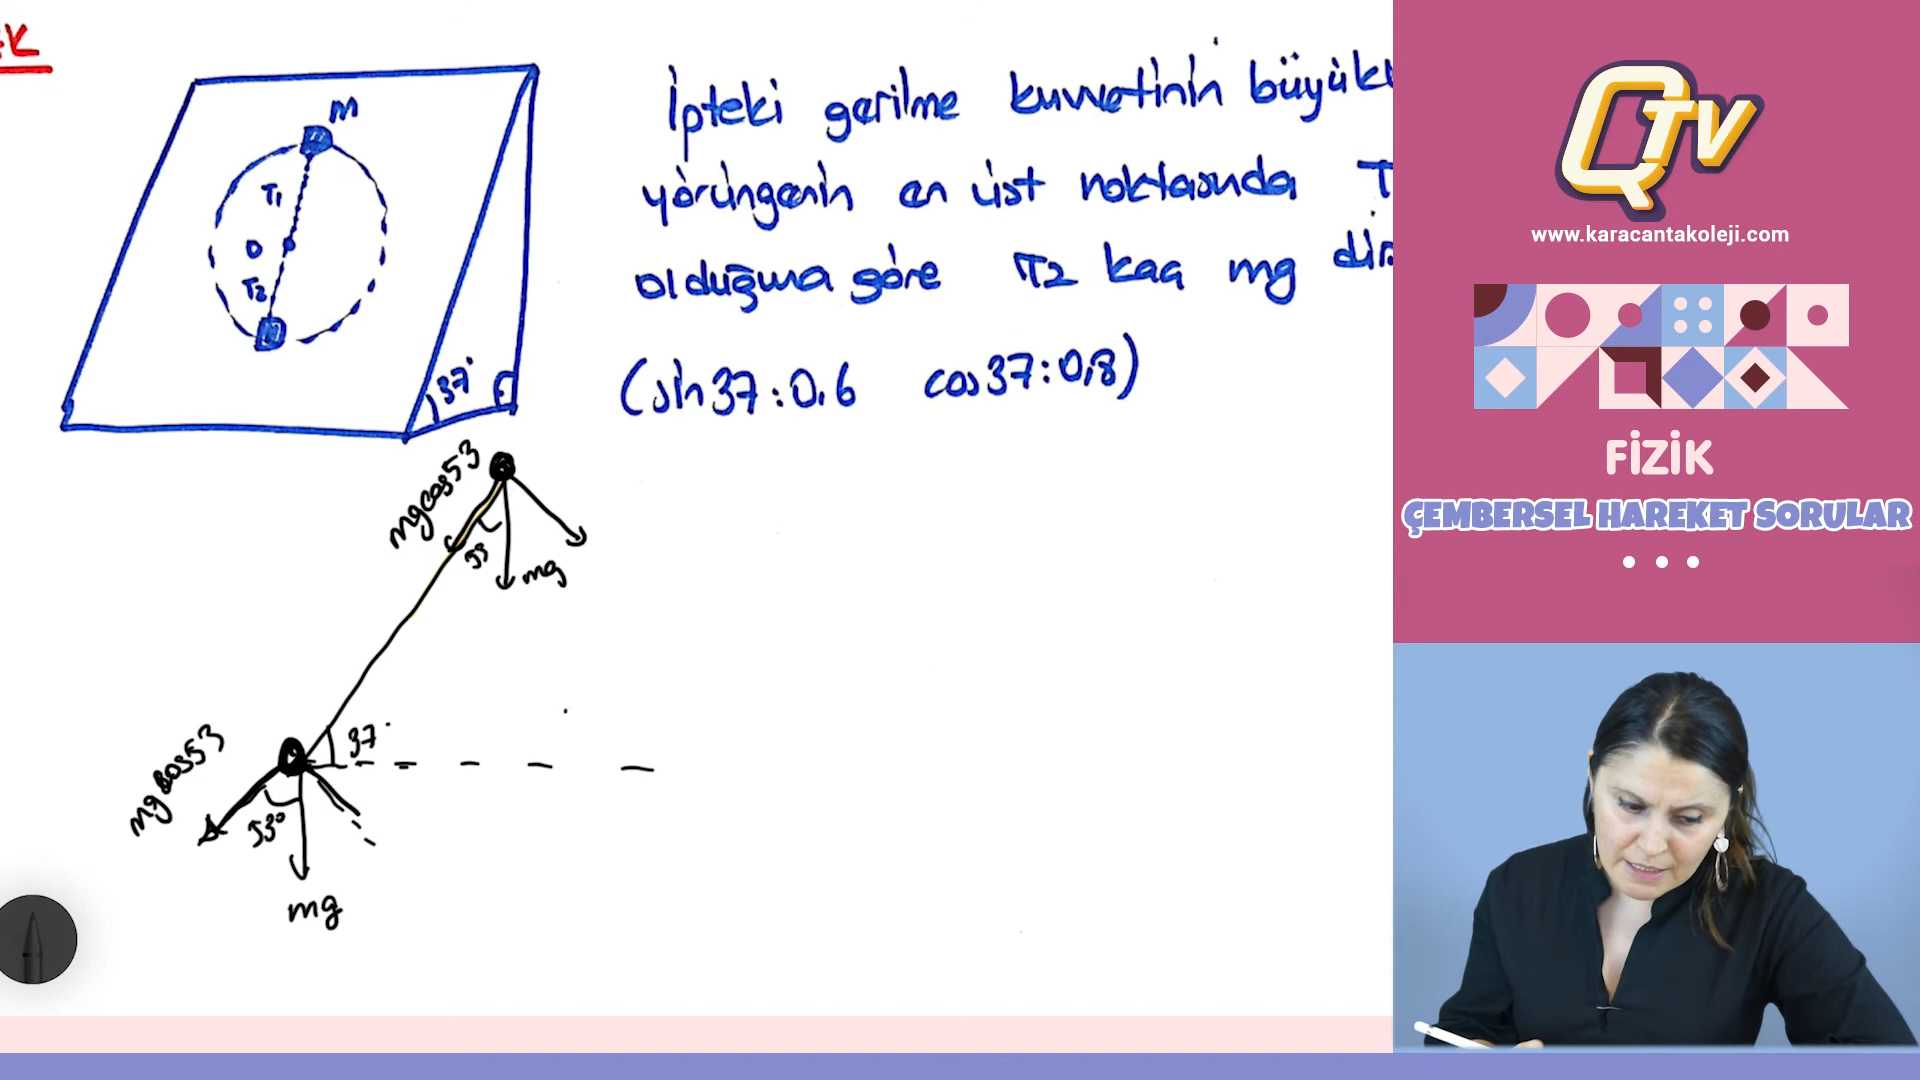 M
T1
O
T2
37°
İpteki gerilme kuvvetinin büyükl
yörüngenin en üst noktasında T
olduğuna göre T2 kaç mg dir
(sin37:0,6 cos37:0,8)
mgcos53
53
mg
37°
mgcos53
53°
mg
QTV
www.karacantakoleji.com
FİZİK
ÇEMBERSEL HAREKET SORULAR